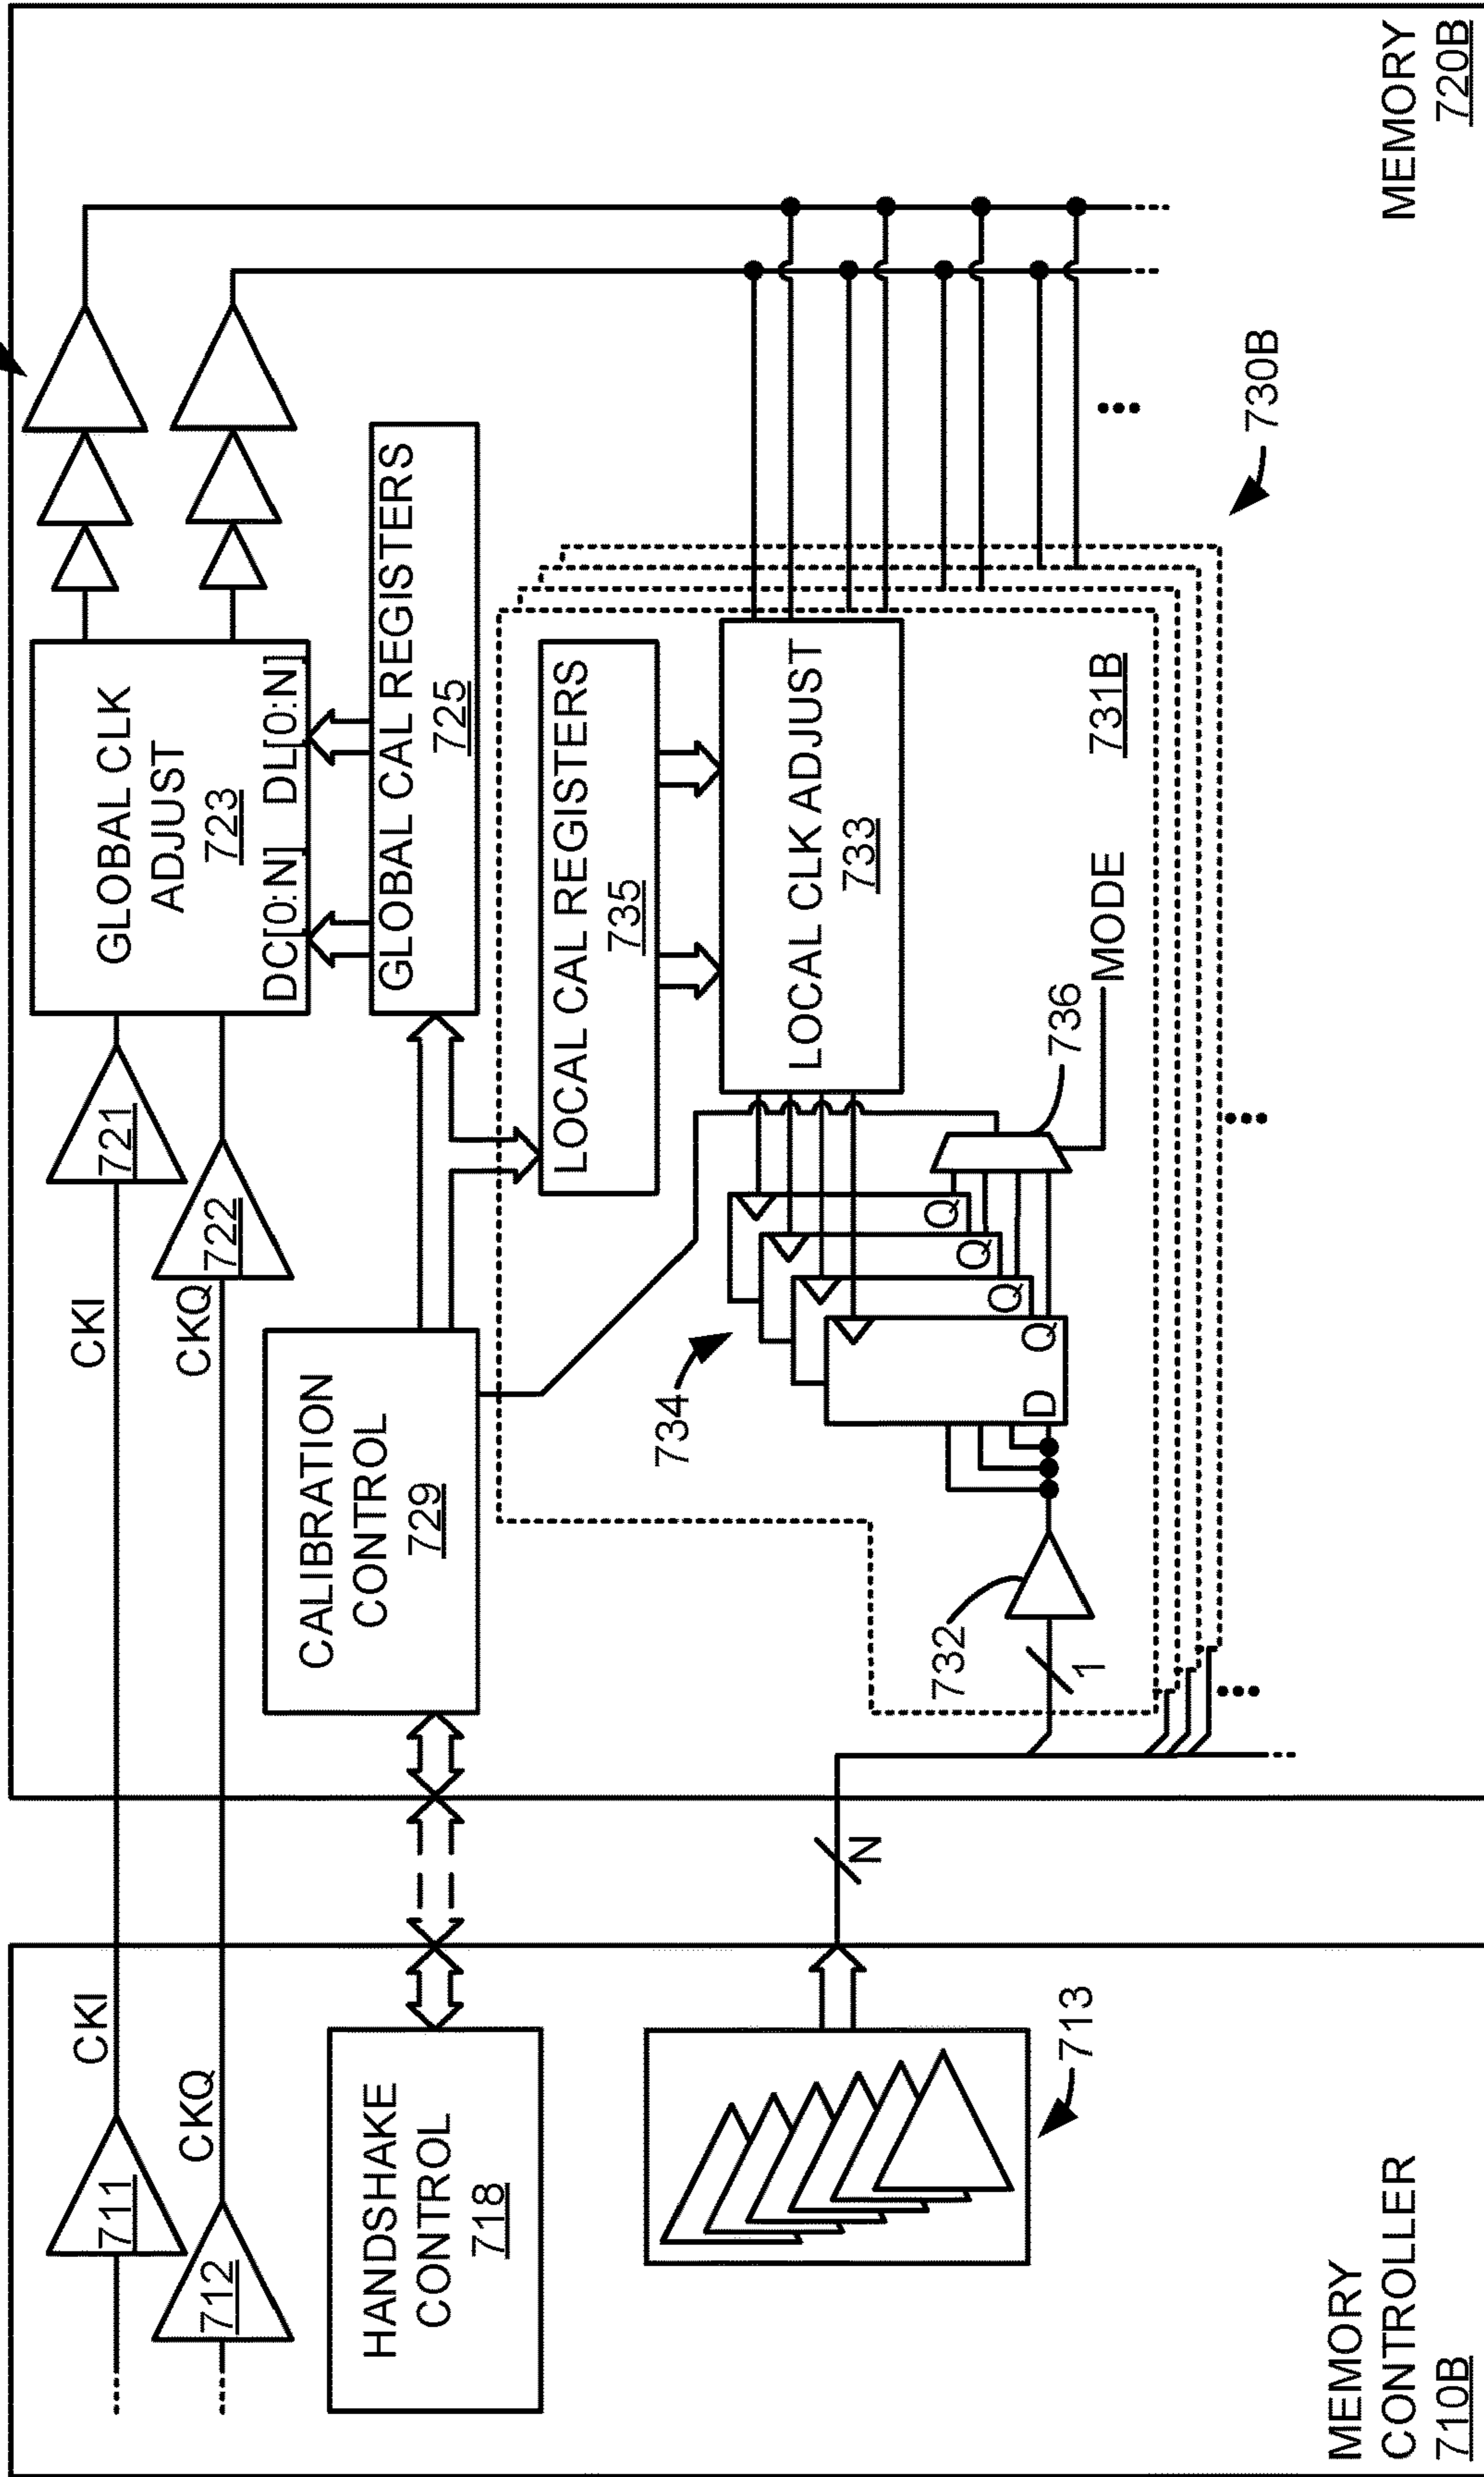 CKI
711
CKQ
712
HANDSHAKE
CONTROL
718
713
MEMORY
CONTROLLER
710B
N
CKI
721
CKQ
722
GLOBAL CLK
ADJUST
723
DC[0:N] DL[0:N]
GLOBAL CAL REGISTERS
725
CALIBRATION
CONTROL
729
LOCAL CAL REGISTERS
735
LOCAL CLK ADJUST
733
734
Q
Q
Q
D Q
732
1
736
MODE
731B
730B
MEMORY
720B